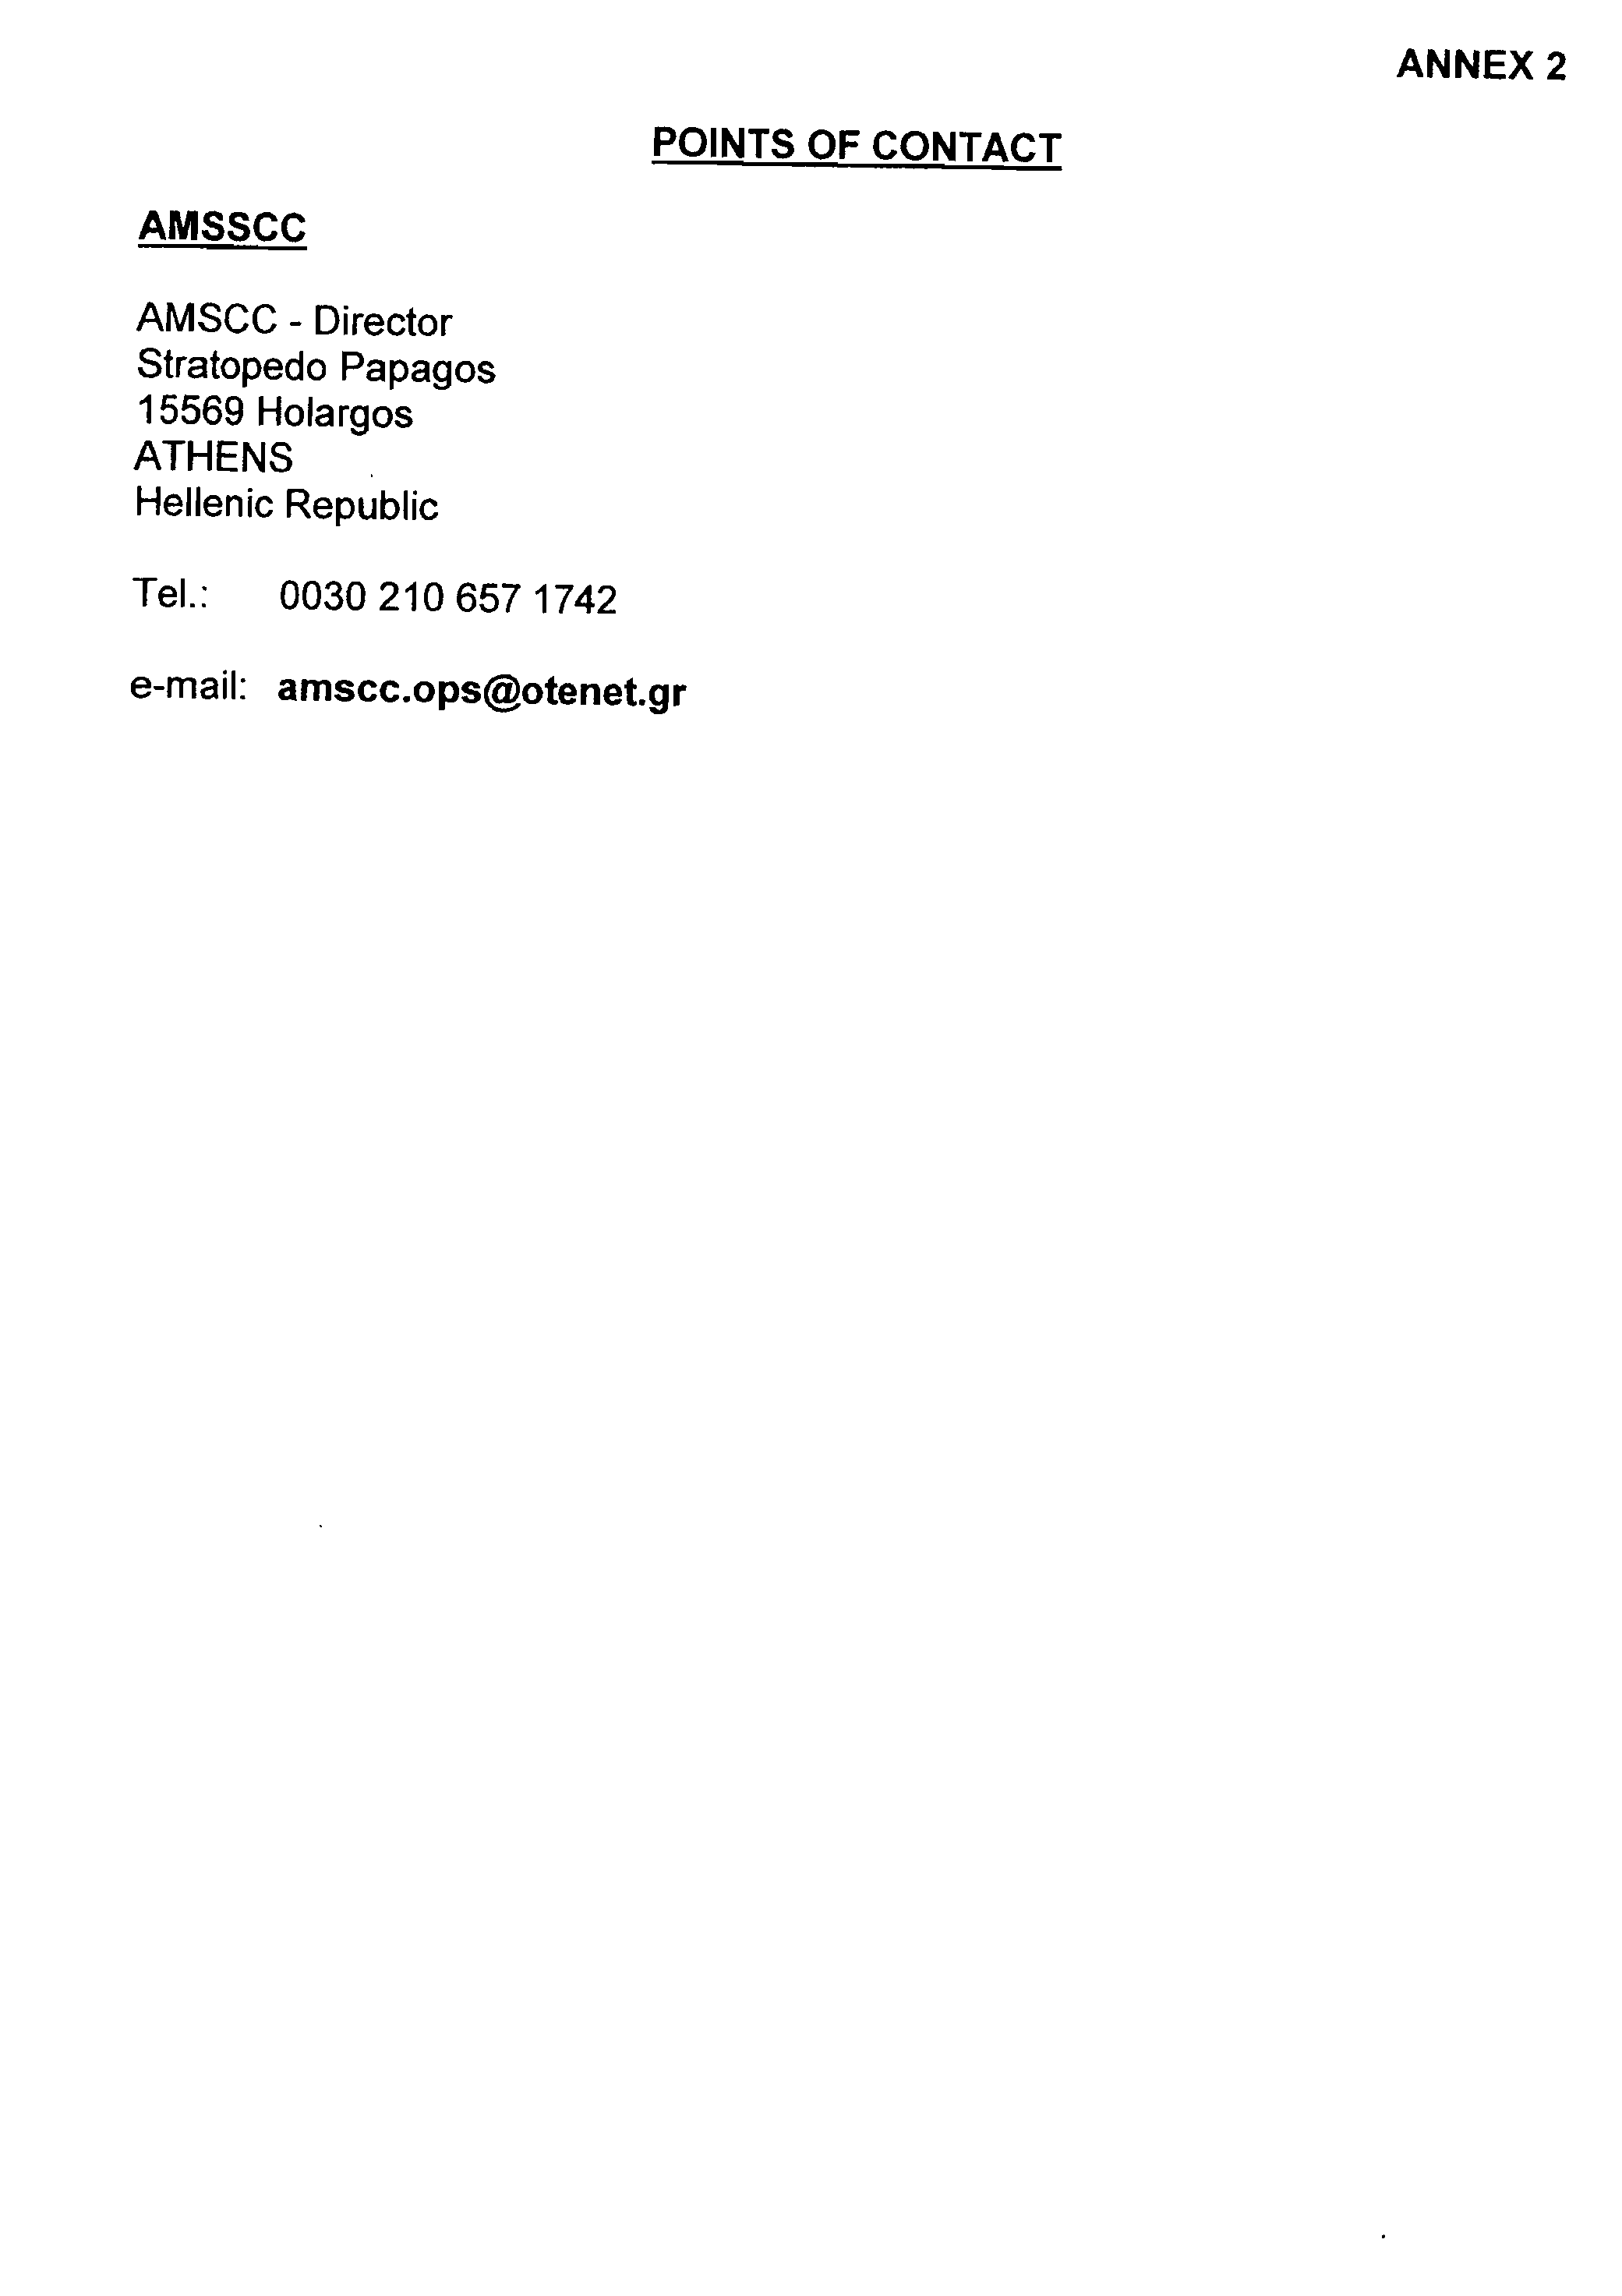 ANNEX 2
POINTS OF CONTACT
AMSSCC
AMSCC - Director
Stratopedo Papagos
15569 Holargos
ATHENS
Hellenic Republic
Tel.: 0030 210 657 1742
e-mail: amscc.ops@otenet.gr